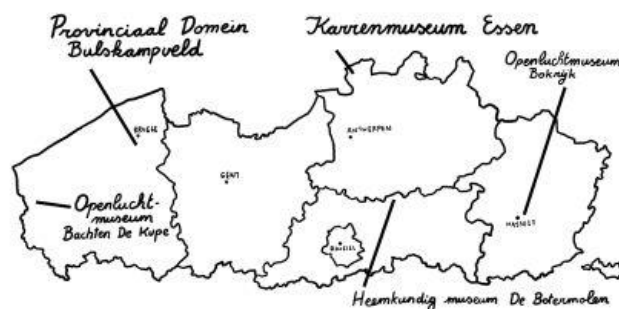 Provinciaal Domein
Bulskampveld
Karrenmuseum Essen
Openluchtmuseum
Bokrijk
BRUGGE
ANTWERPEN
GENT
Openlucht-
museum
Bachten De Kupe
HASSELT
BRUSSEL
Heemkundig museum De Botermolen